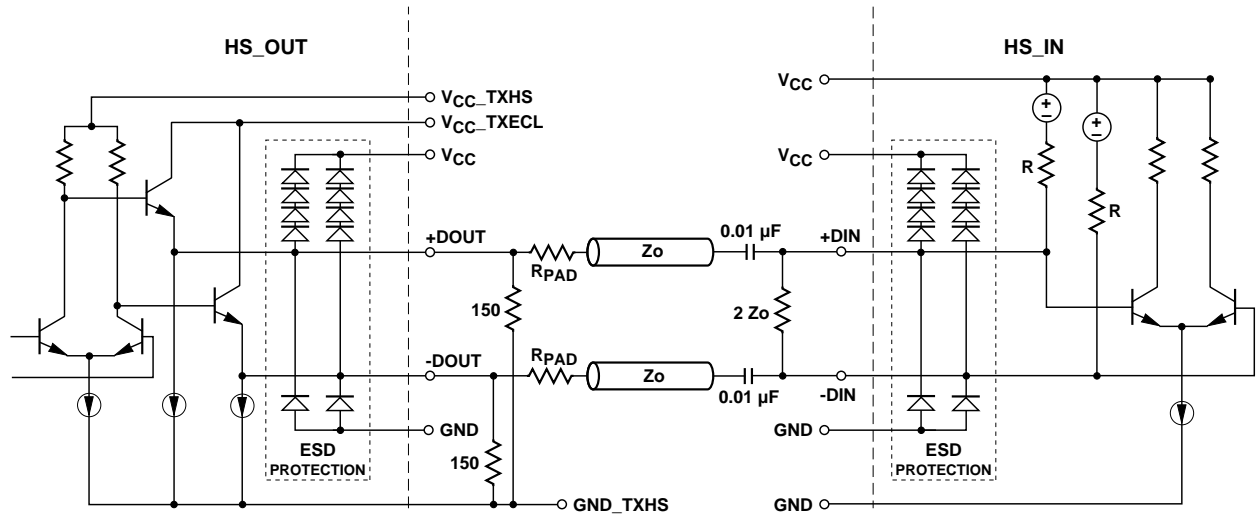 HS_OUT
HS_IN
VCC
VCC_TXHS
VCC_TXECL
VCC
VCC
+
–
+
–
R
R
+DOUT
RPAD
Zo
0.01 µF
+DIN
150
2 Zo
-DOUT
RPAD
Zo
0.01 µF
-DIN
GND
GND
ESD
PROTECTION
ESD
PROTECTION
150
GND_TXHS
GND